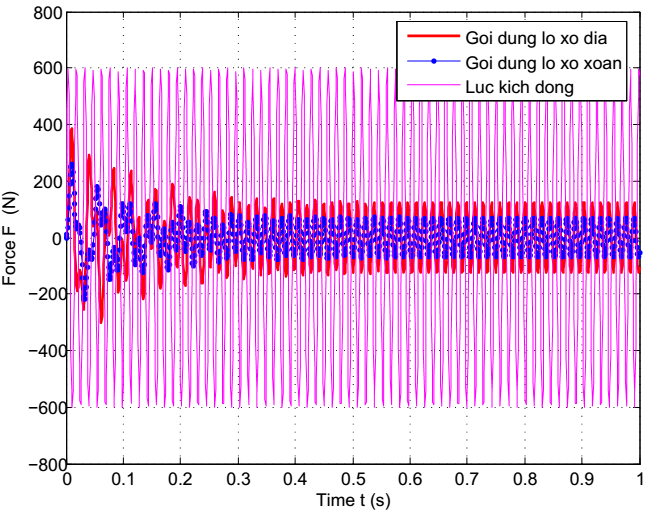 800
600
400
200
0
−200
−400
−600
−800
Force F (N)
Goi dung lo xo dia
Goi dung lo xo xoan
Luc kich dong
0 0.1 0.2 0.3 0.4 0.5 0.6 0.7 0.8 0.9 1
Time t (s)